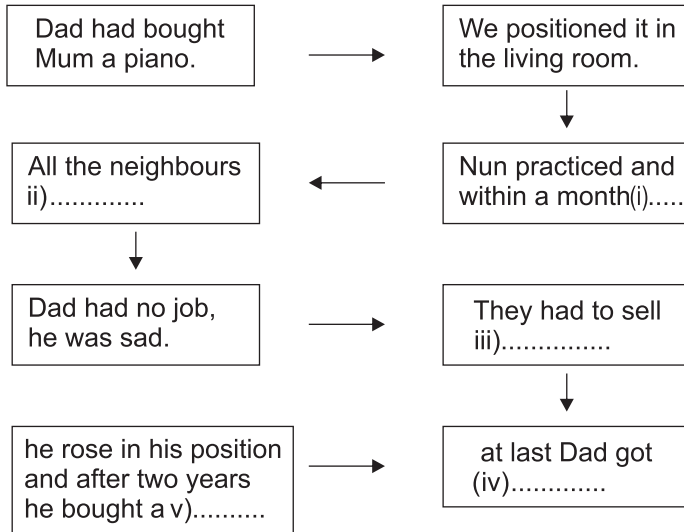 Dad had bought
Mum a piano.
We positioned it in
the living room.
Nun practiced and
within a month(i).....
All the neighbours
ii).............
Dad had no job,
he was sad.
They had to sell
iii)...............
at last Dad got
(iv).............
he rose in his position
and after two years
he bought a v)..........